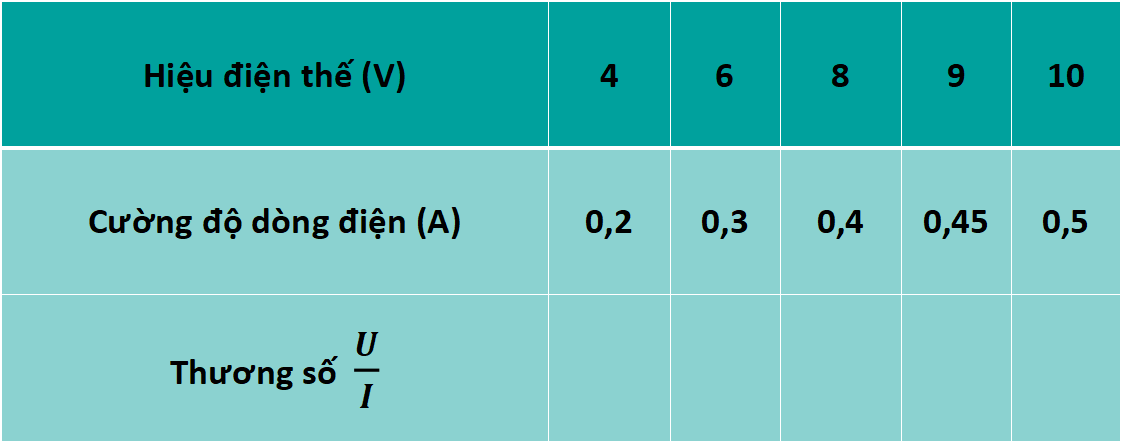 Hiệu điện thế (V) 4 6 8 9 10
Cường độ dòng điện (A) 0,2 0,3 0,4 0,45 0,5
Thương số U/I